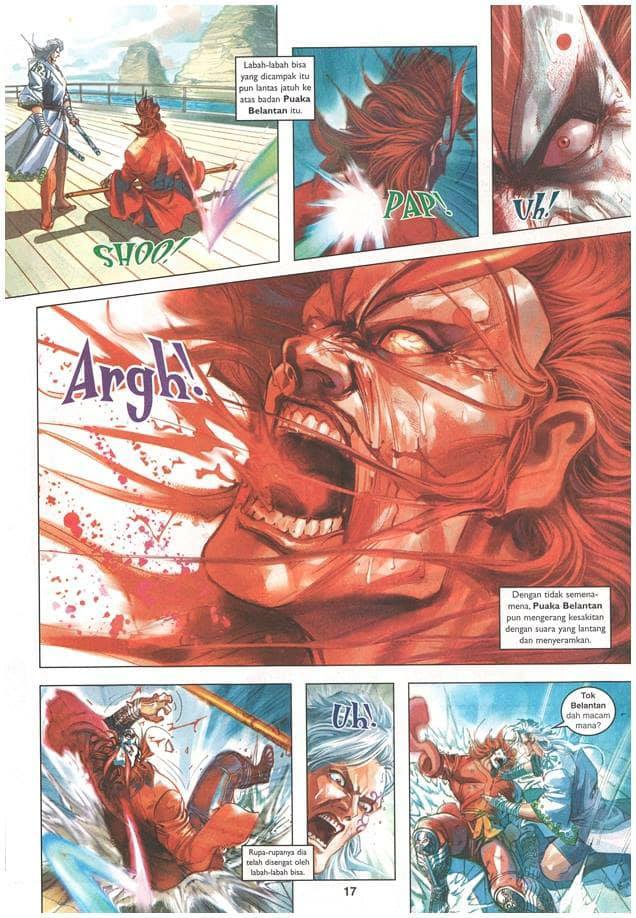 Labah-labah bisa
yang dicampak itu
pun lantas jatuh ke
atas badan Puaka
Belantan itu.
SHOO!
PAP!
Uh!
Argh!
Dengan tidak semena-
mena, Puaka Belantan
pun mengerang kesakitan
dengan suara yang lantang
dan menyeramkan.
Rupa-rupanya dia
telah disengat oleh
labah-labah bisa.
Uh!
Tok
Belantan
dah macam
mana?
17